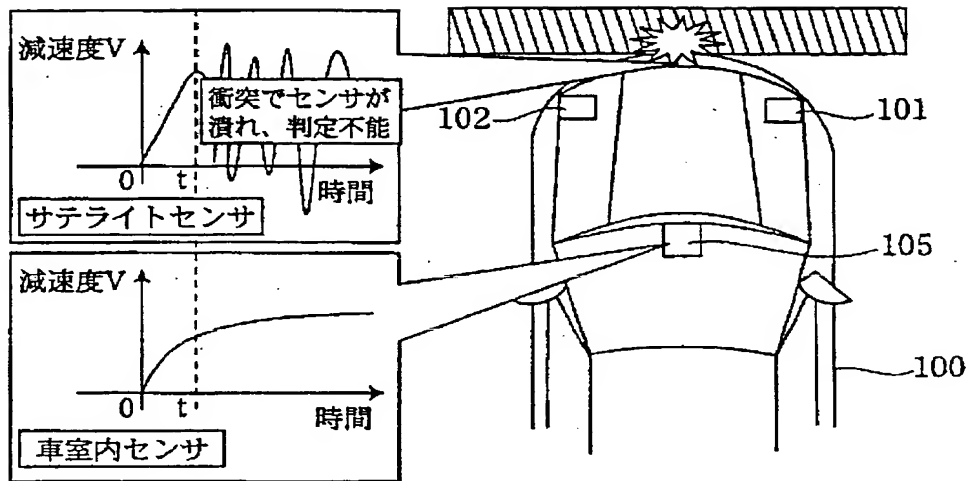 減速度V
衝突でセンサが
潰れ、判定不能
0
t
時間
サテライトセンサ
減速度V
0
t
時間
車室内センサ
102
101
105
100